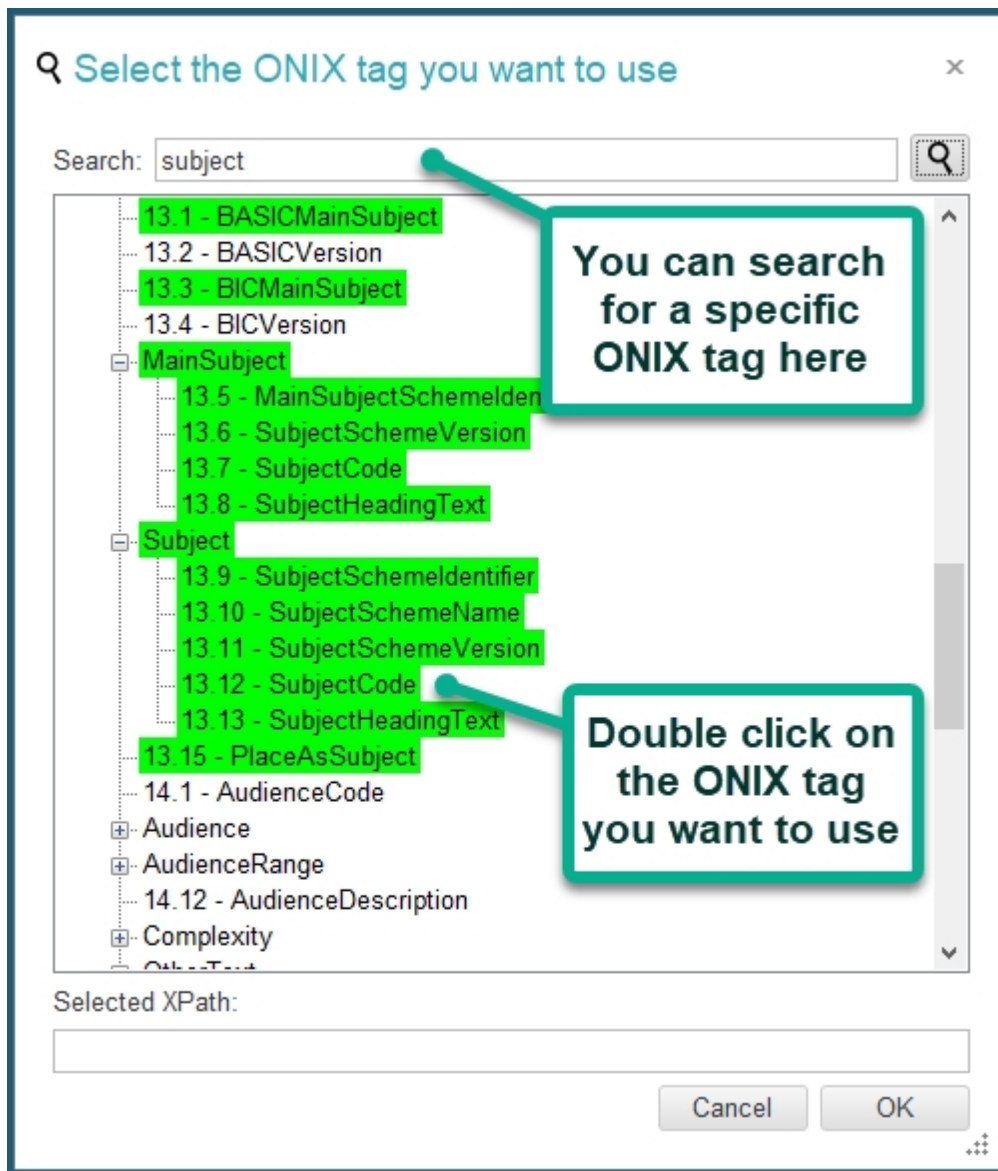 Select the ONIX tag you want to use
Search: subject
13.1 - BASICMainSubject
13.2 - BASICVersion
13.3 - BICMainSubject
13.4 - BICVersion
MainSubject
13.5 - MainSubjectSchemeIden
13.6 - SubjectSchemeVersion
13.7 - SubjectCode
13.8 - SubjectHeadingText
Subject
13.9 - SubjectSchemeIdentifier
13.10 - SubjectSchemeName
13.11 - SubjectSchemeVersion
13.12 - SubjectCode
13.13 - SubjectHeadingText
13.15 - PlaceAsSubject
14.1 - AudienceCode
Audience
AudienceRange
14.12 - AudienceDescription
Complexity
You can search
for a specific
ONIX tag here
Double click on
the ONIX tag
you want to use
Selected XPath:
Cancel OK